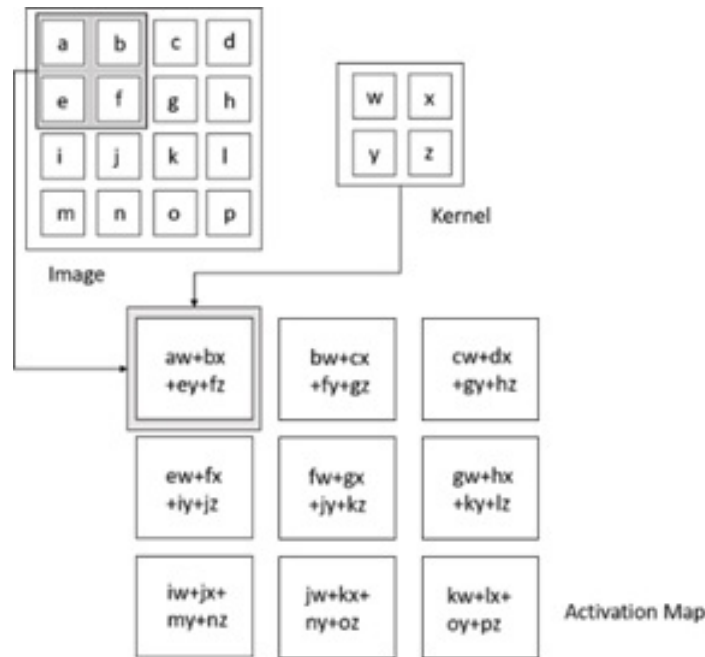 a b c d
e f g h
i j k l
m n o p
Image
w x
y z
Kernel
aw+bx
+ey+fz
bw+cx
+fy+gz
cw+dx
+gy+hz
ew+fx
+iy+jz
fw+gx
+jy+kz
gw+hx
+ky+lz
iw+jx+
my+nz
jw+kx+
ny+oz
kw+lx+
oy+pz
Activation Map